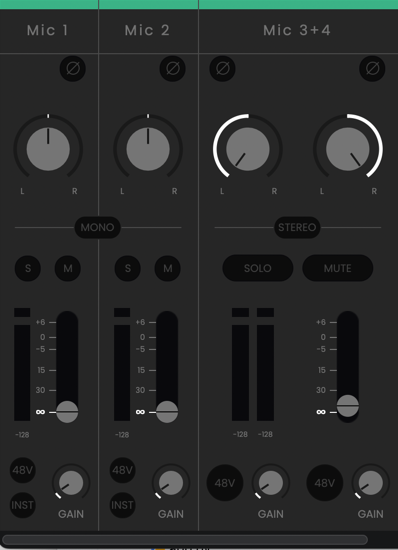 Mic 1 Mic 2 Mic 3+4
Ø Ø Ø Ø
L R L R L R L R
MONO STEREO
S M S M SOLO MUTE
+6 +6 +6
0 0 0
-5 -5 -5
15 15 15
30 30 30
∞ ∞ ∞
-128 -128 -128 -128
48V 48V 48V 48V
INST INST
GAIN GAIN GAIN GAIN